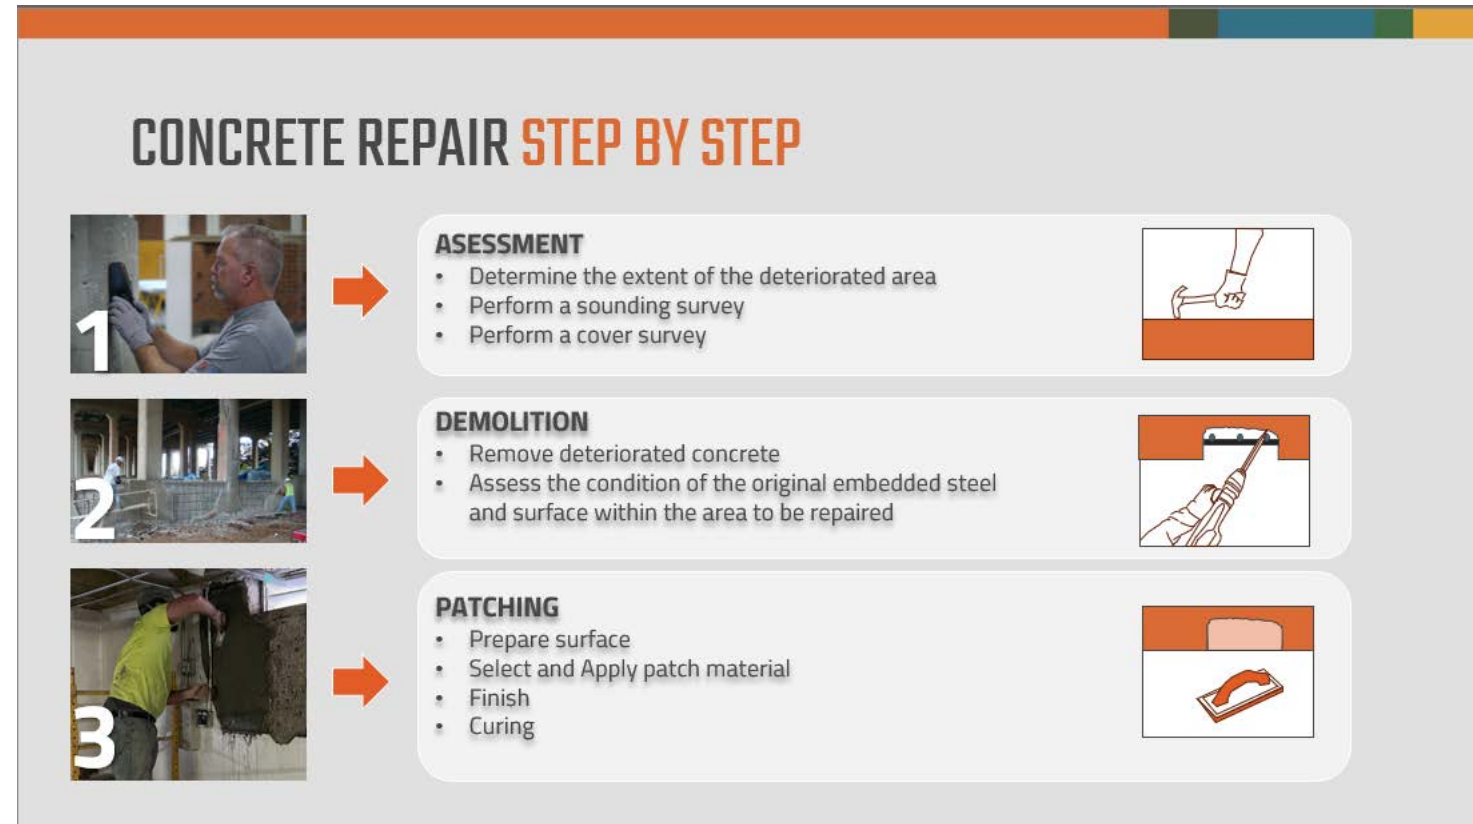 CONCRETE REPAIR STEP BY STEP
1
ASESSMENT
• Determine the extent of the deteriorated area
• Perform a sounding survey
• Perform a cover survey
2
DEMOLITION
• Remove deteriorated concrete
• Assess the condition of the original embedded steel
and surface within the area to be repaired
3
PATCHING
• Prepare surface
• Select and Apply patch material
• Finish
• Curing